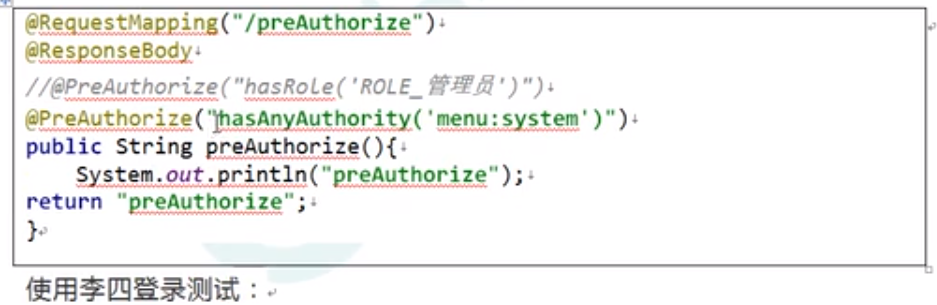 @RequestMapping("/preAuthorize")
@ResponseBody
//@PreAuthorize("hasRole('ROLE_管理员')")
@PreAuthorize("hasAnyAuthority('menu:system')")
public String preAuthorize(){
System.out.println("preAuthorize");
return "preAuthorize";
}
使用李四登录测试：